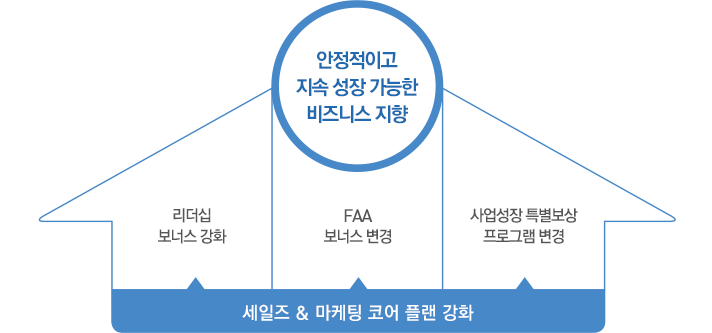 안정적이고
지속 성장 가능한
비즈니스 지향
리더십
보너스 강화
FAA
보너스 변경
사업성장 특별보상
프로그램 변경
세일즈 & 마케팅 코어 플랜 강화